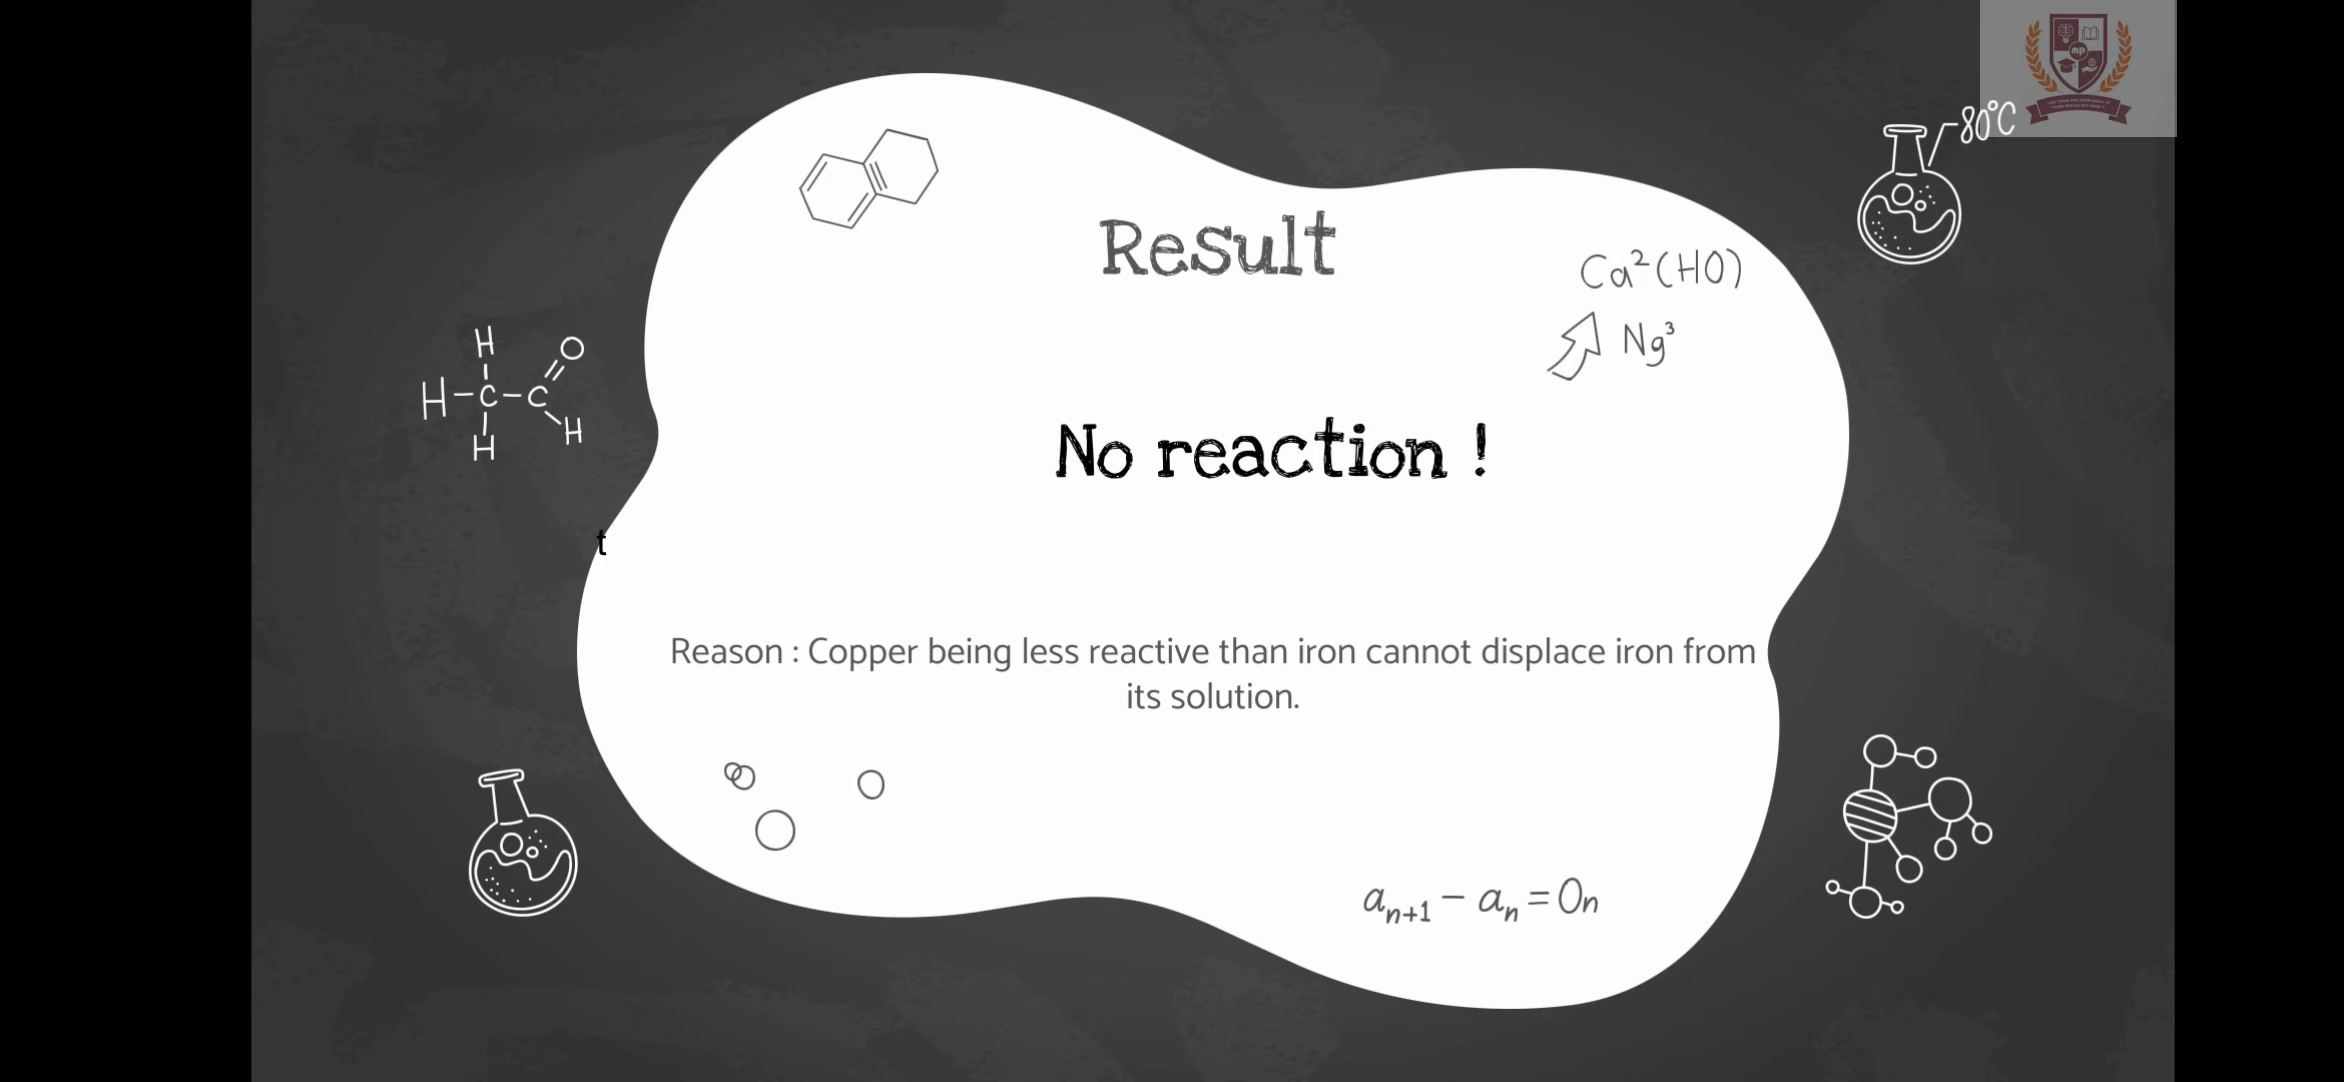 80°C
Result
Ca²(HO)
Ng³
H
O
H-C-C
H
H
No reaction !
t
Reason : Copper being less reactive than iron cannot displace iron from
its solution.
aₙ₊₁ − aₙ = 0n